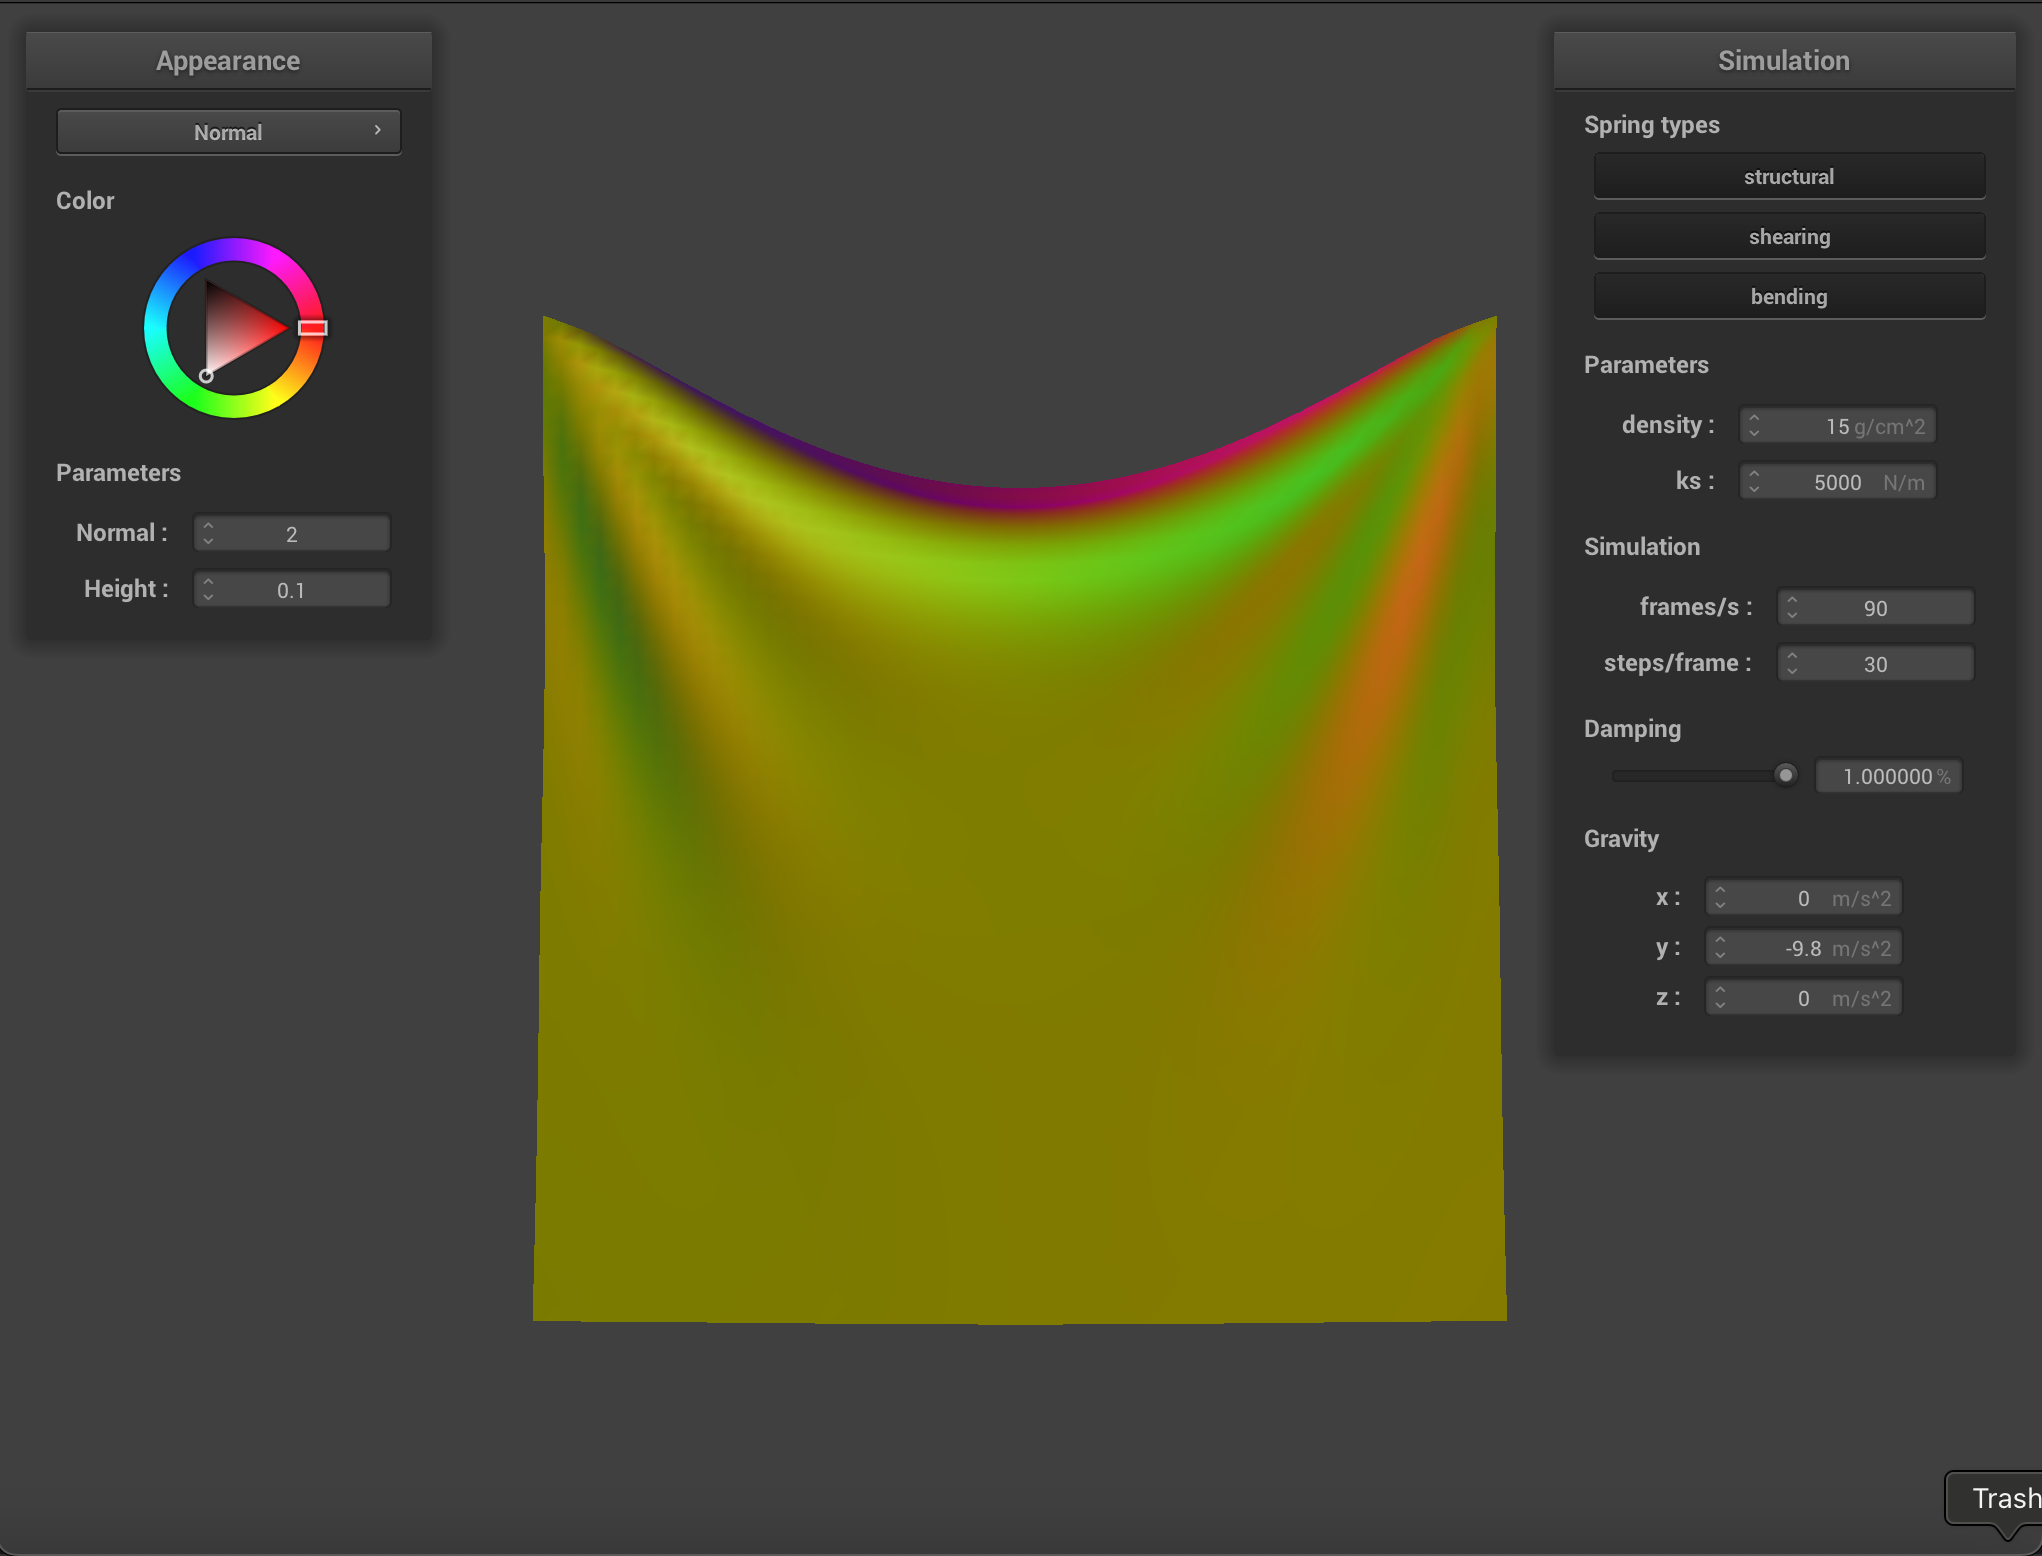 Appearance
Normal
Color
Parameters
Normal : 2
Height : 0.1
Simulation
Spring types
structural
shearing
bending
Parameters
density : 15 g/cm^2
ks : 5000 N/m
Simulation
frames/s : 90
steps/frame : 30
Damping
1.000000 %
Gravity
x : 0 m/s^2
y : -9.8 m/s^2
z : 0 m/s^2
Trash